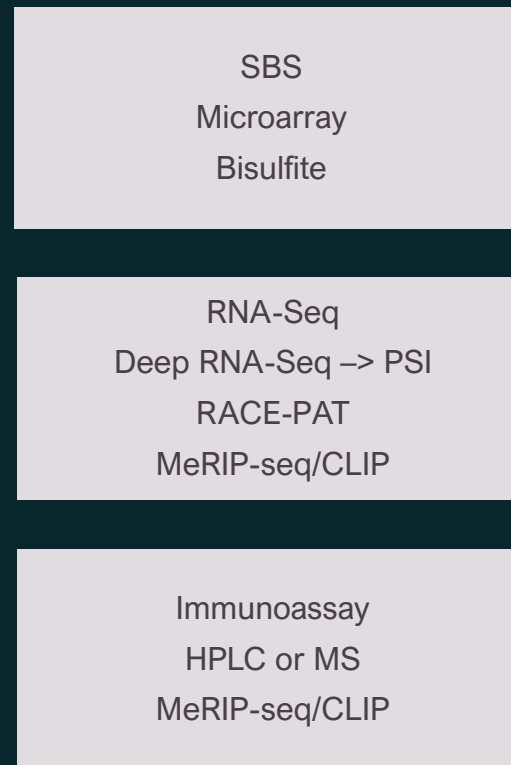 SBS
Microarray
Bisulfite
RNA-Seq
Deep RNA-Seq –> PSI
RACE-PAT
MeRIP-seq/CLIP
Immunoassay
HPLC or MS
MeRIP-seq/CLIP